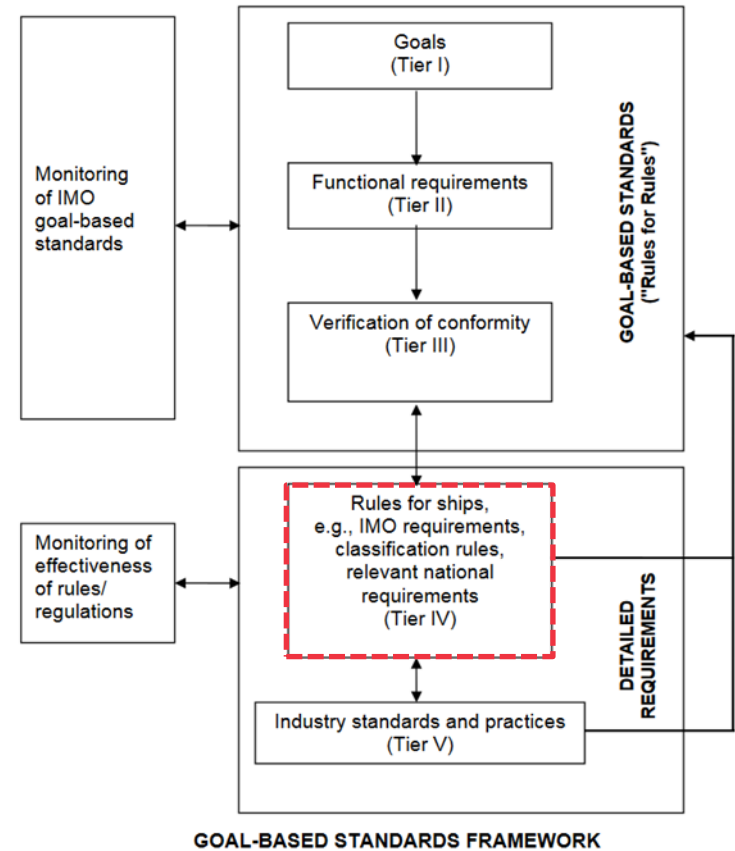 Goals
(Tier I)
Functional requirements
(Tier II)
Verification of conformity
(Tier III)
GOAL-BASED STANDARDS
("Rules for Rules")
Monitoring
of IMO
goal-based
standards
Rules for ships,
e.g., IMO requirements,
classification rules,
relevant national
requirements
(Tier IV)
Monitoring of
effectiveness
of rules/
regulations
DETAILED
REQUIREMENTS
Industry standards and practices
(Tier V)
GOAL-BASED STANDARDS FRAMEWORK